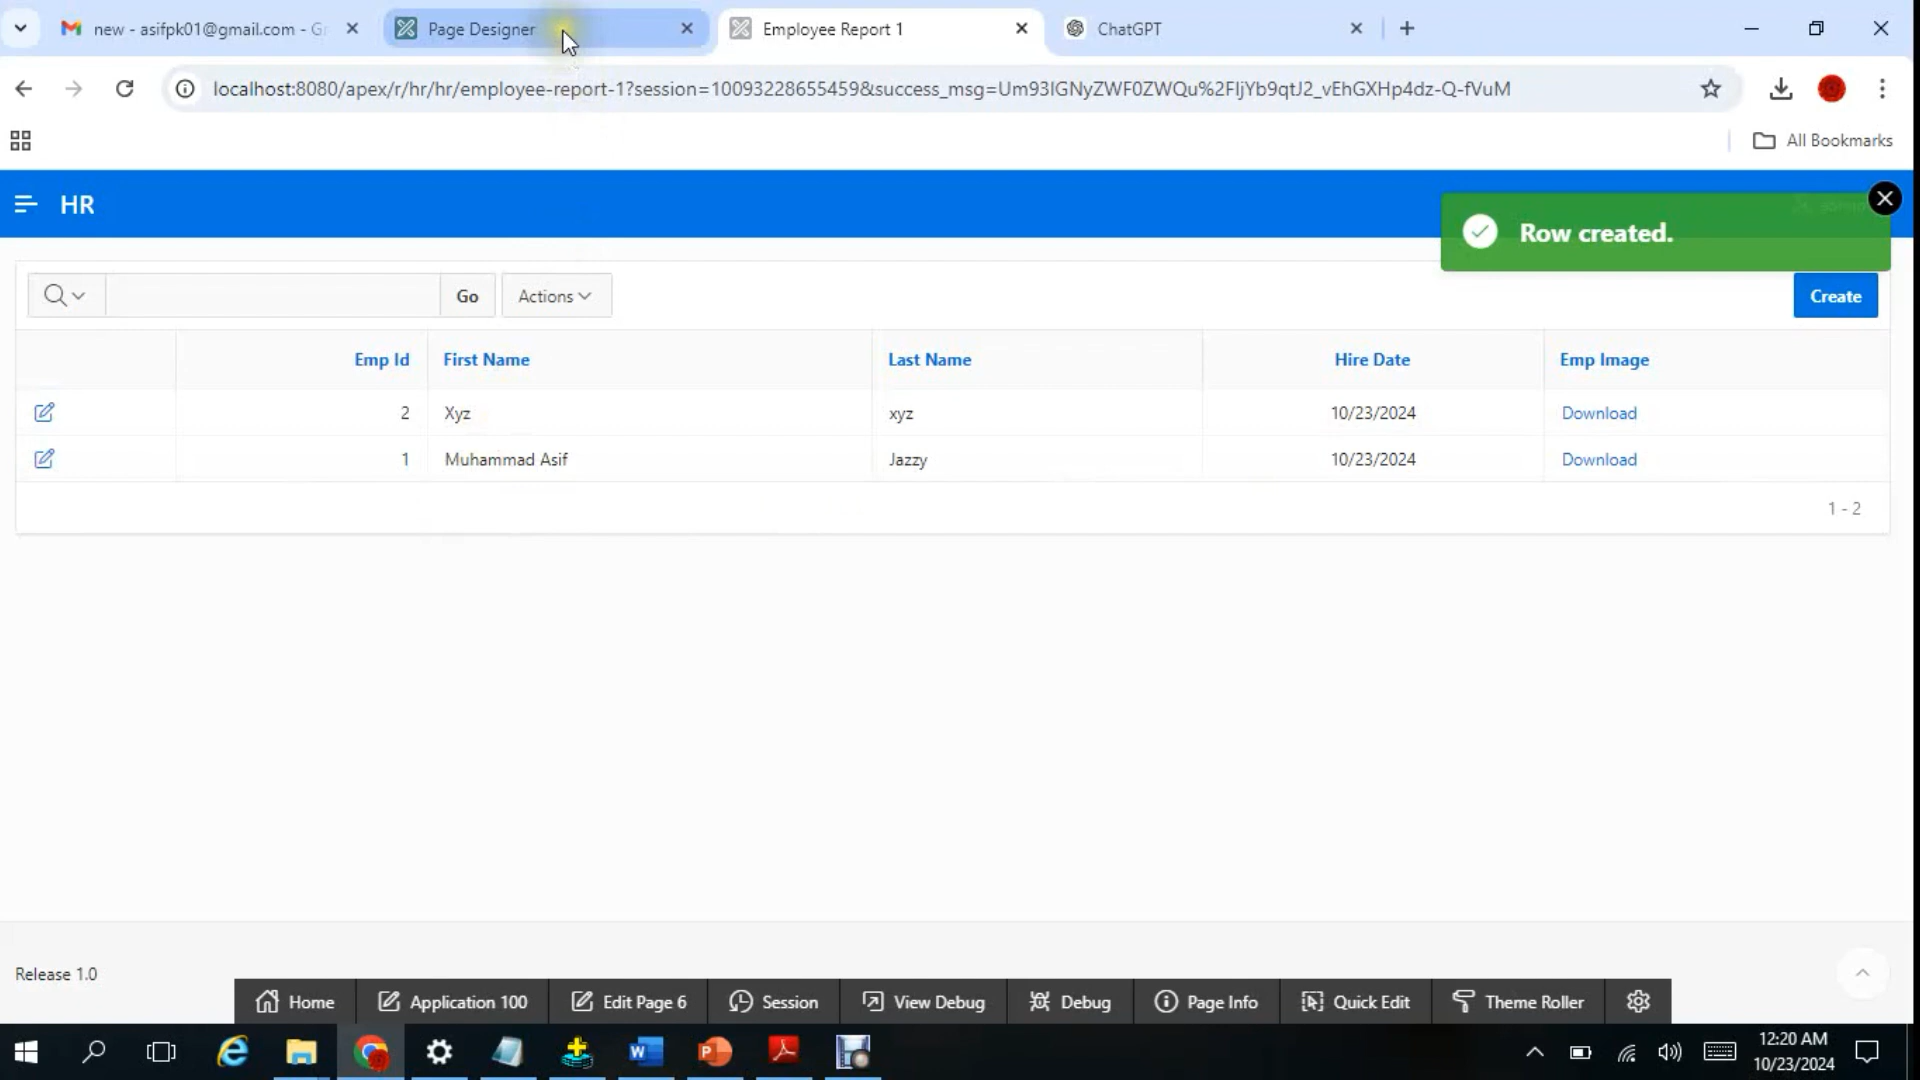 new - asifpk01@gmail.com - G
Page Designer
Employee Report 1
ChatGPT
localhost:8080/apex/r/hr/hr/employee-report-1?session=10093228655459&success_msg=Um93IGNyZWF0ZWQu%2FIjYb9qtJ2_vEhGXHp4dz-Q-fVuM
All Bookmarks
HR
Row created.
Go
Actions
Create
Emp Id
First Name
Last Name
Hire Date
Emp Image
2
Xyz
xyz
10/23/2024
Download
1
Muhammad Asif
Jazzy
10/23/2024
Download
1 - 2
Release 1.0
Home
Application 100
Edit Page 6
Session
View Debug
Debug
Page Info
Quick Edit
Theme Roller
12:20 AM
10/23/2024